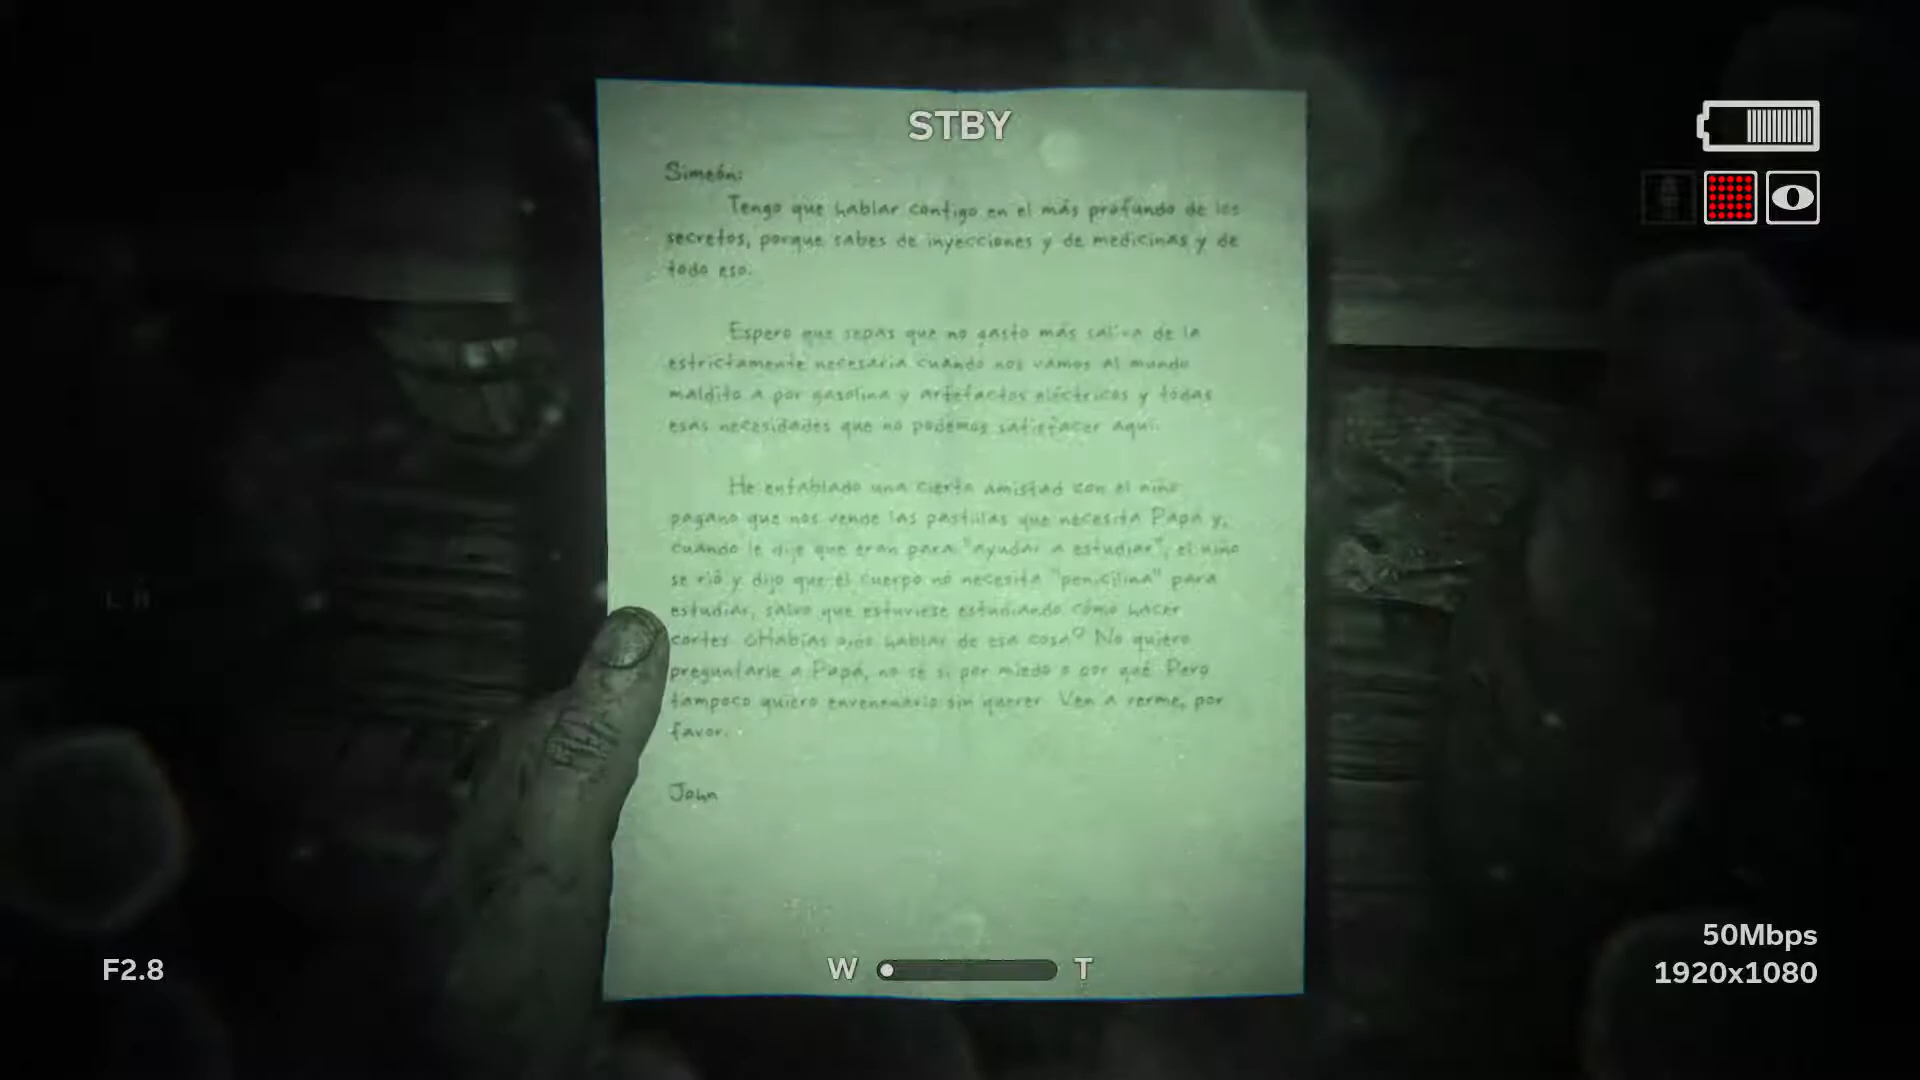 STBY
Simeón:
Tengo que hablar contigo en el más profundo de los
secretos, porque sabes de inyecciones y de medicinas y de
todo eso.
Espero que sepas que no gasto más saliva de la
estrictamente necesaria cuando nos vamos al mundo
maldito a por gasolina y artefactos eléctricos y todas
esas necesidades que no podemos satisfacer aquí.
He entablado una cierta amistad con el niño
pagano que nos vende las pastillas que necesita Papá y,
cuando le dije que eran para "ayudar a estudiar", el niño
se rió y dijo que el cuerpo no necesita "penicilina" para
estudiar, salvo que estuviese estudiando cómo hacer
cortes. ¿Habías oído hablar de esa cosa? No quiero
preguntarle a Papá, no sé si por miedo o por qué. Pero
tampoco quiero envenenarlo sin querer. Ven a verme, por
favor.
John
F2.8
W T
50Mbps
1920x1080